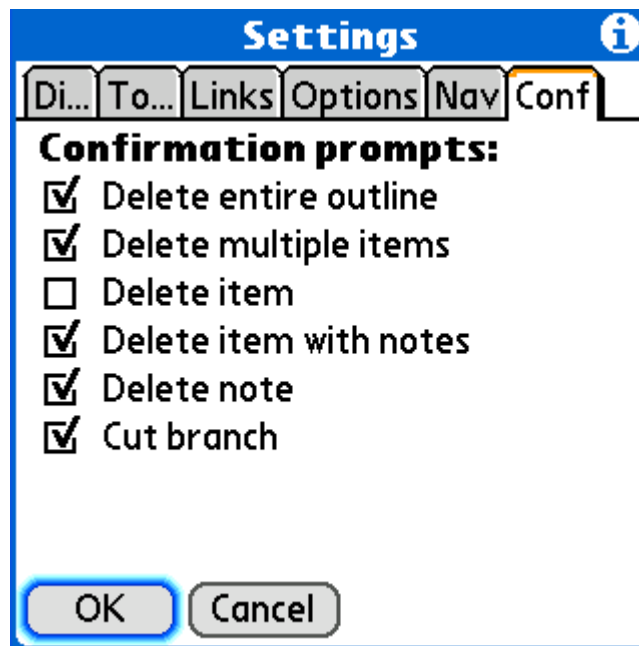 Settings
Di... To... Links Options Nav Conf
Confirmation prompts:
Delete entire outline
Delete multiple items
Delete item
Delete item with notes
Delete note
Cut branch
OK Cancel